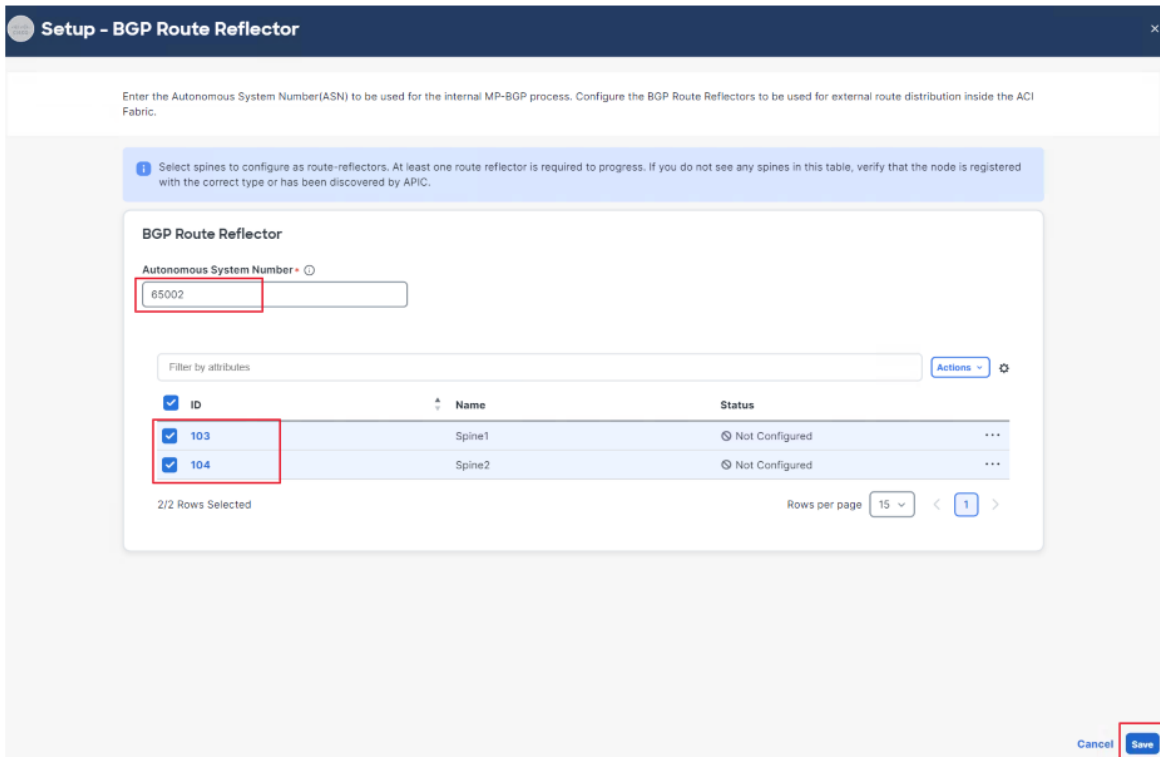 Setup - BGP Route Reflector
Enter the Autonomous System Number(ASN) to be used for the internal MP-BGP process. Configure the BGP Route Reflectors to be used for external route distribution inside the ACI
Fabric.
Select spines to configure as route-reflectors. At least one route reflector is required to progress. If you do not see any spines in this table, verify that the node is registered
with the correct type or has been discovered by APIC.
BGP Route Reflector
Autonomous System Number*
65002
Filter by attributes Actions
ID Name Status
103 Spine1 Not Configured
104 Spine2 Not Configured
2/2 Rows Selected Rows per page 15 1
Cancel Save